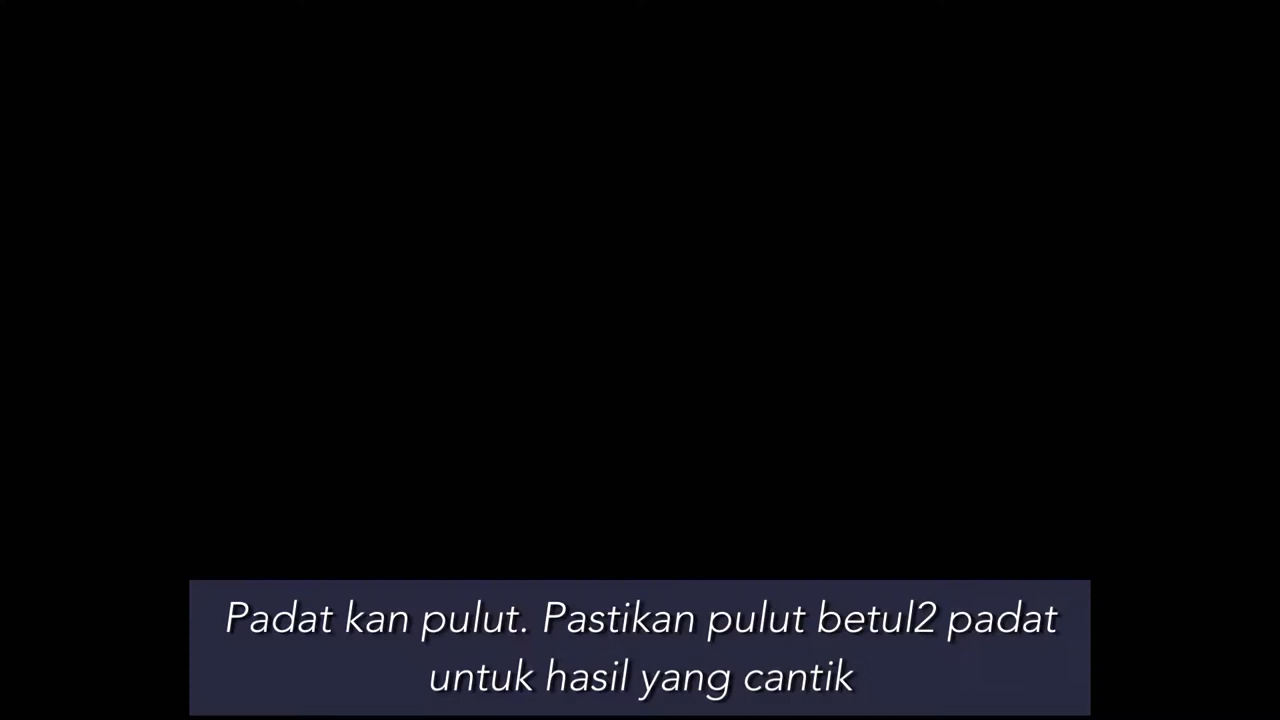 Padat kan pulut. Pastikan pulut betul2 padat
untuk hasil yang cantik